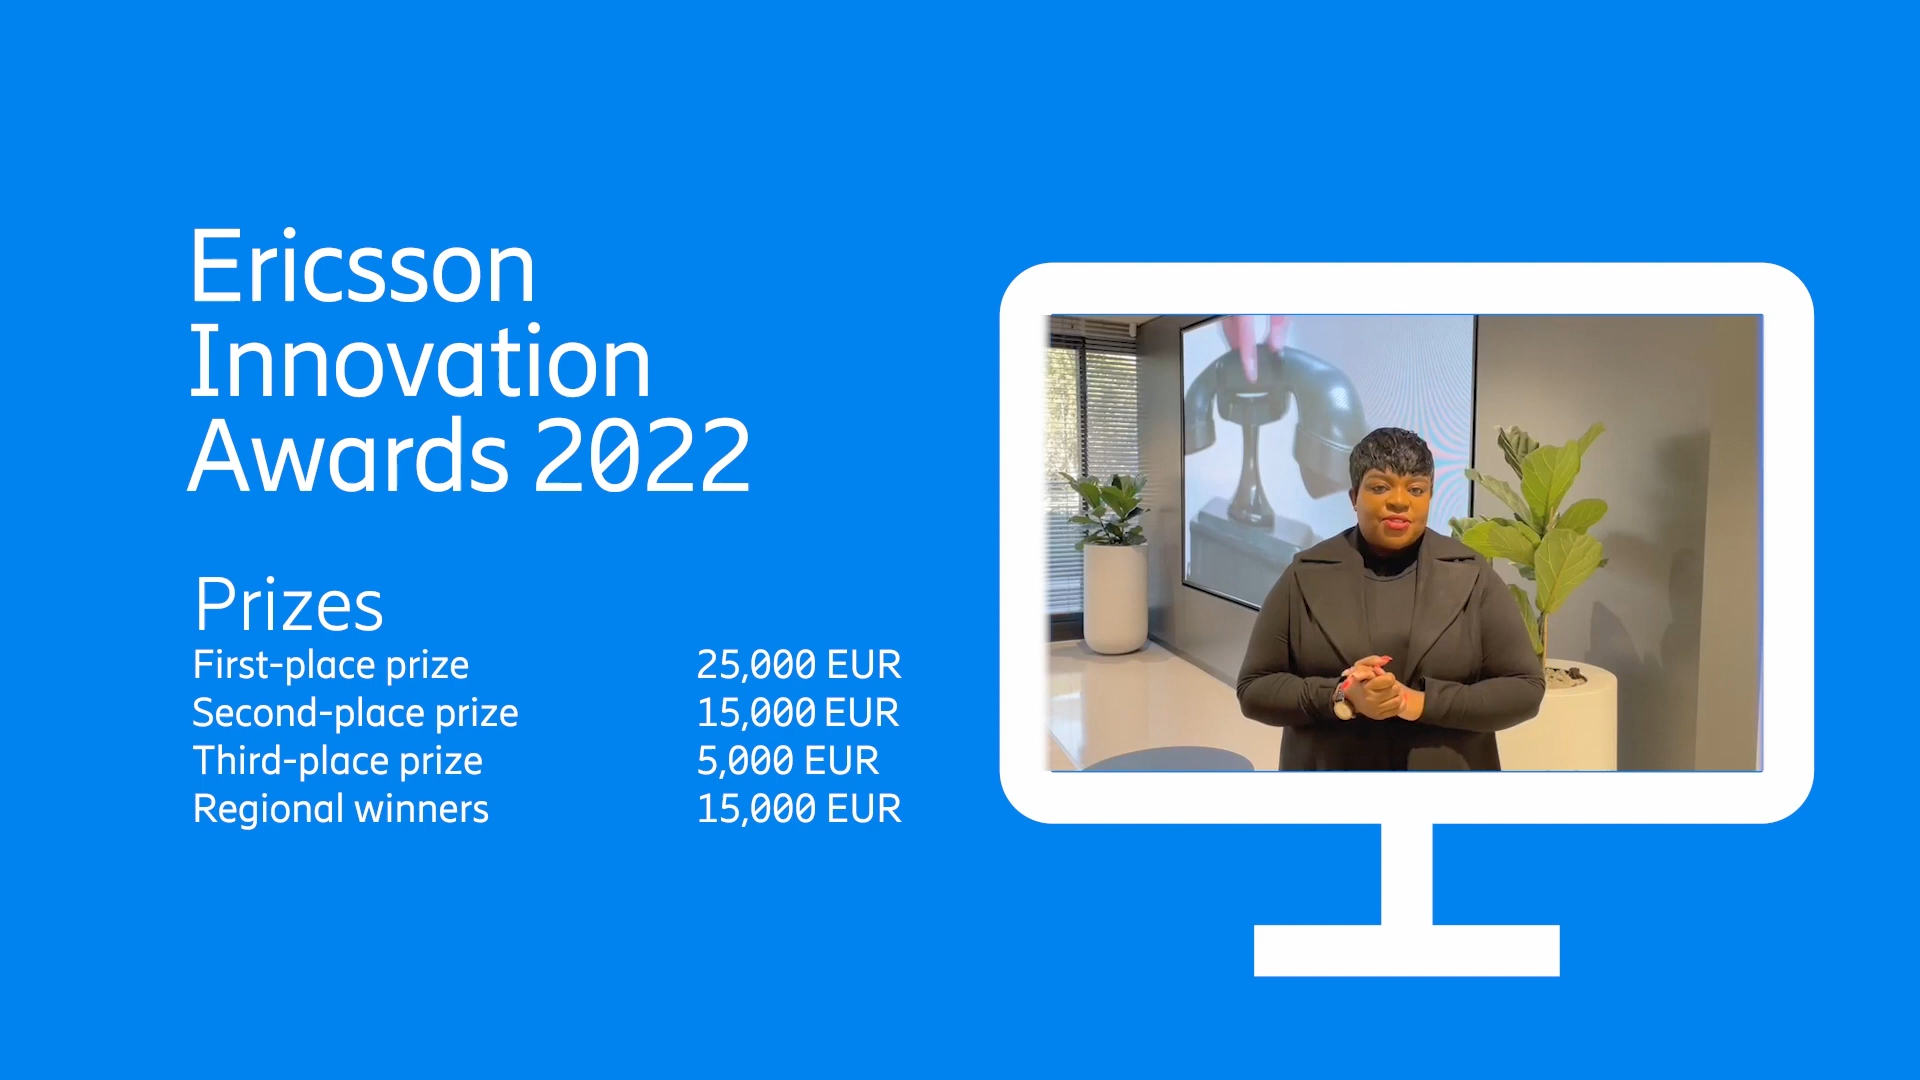 Ericsson
Innovation
Awards 2022
Prizes
First-place prize 25,000 EUR
Second-place prize 15,000 EUR
Third-place prize 5,000 EUR
Regional winners 15,000 EUR